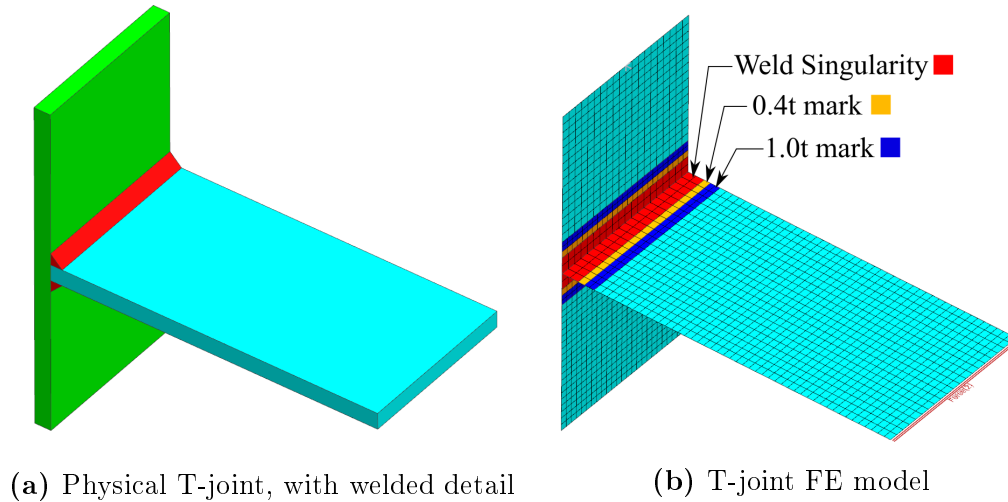 Weld Singularity
0.4t mark
1.0t mark
(a) Physical T-joint, with welded detail
(b) T-joint FE model